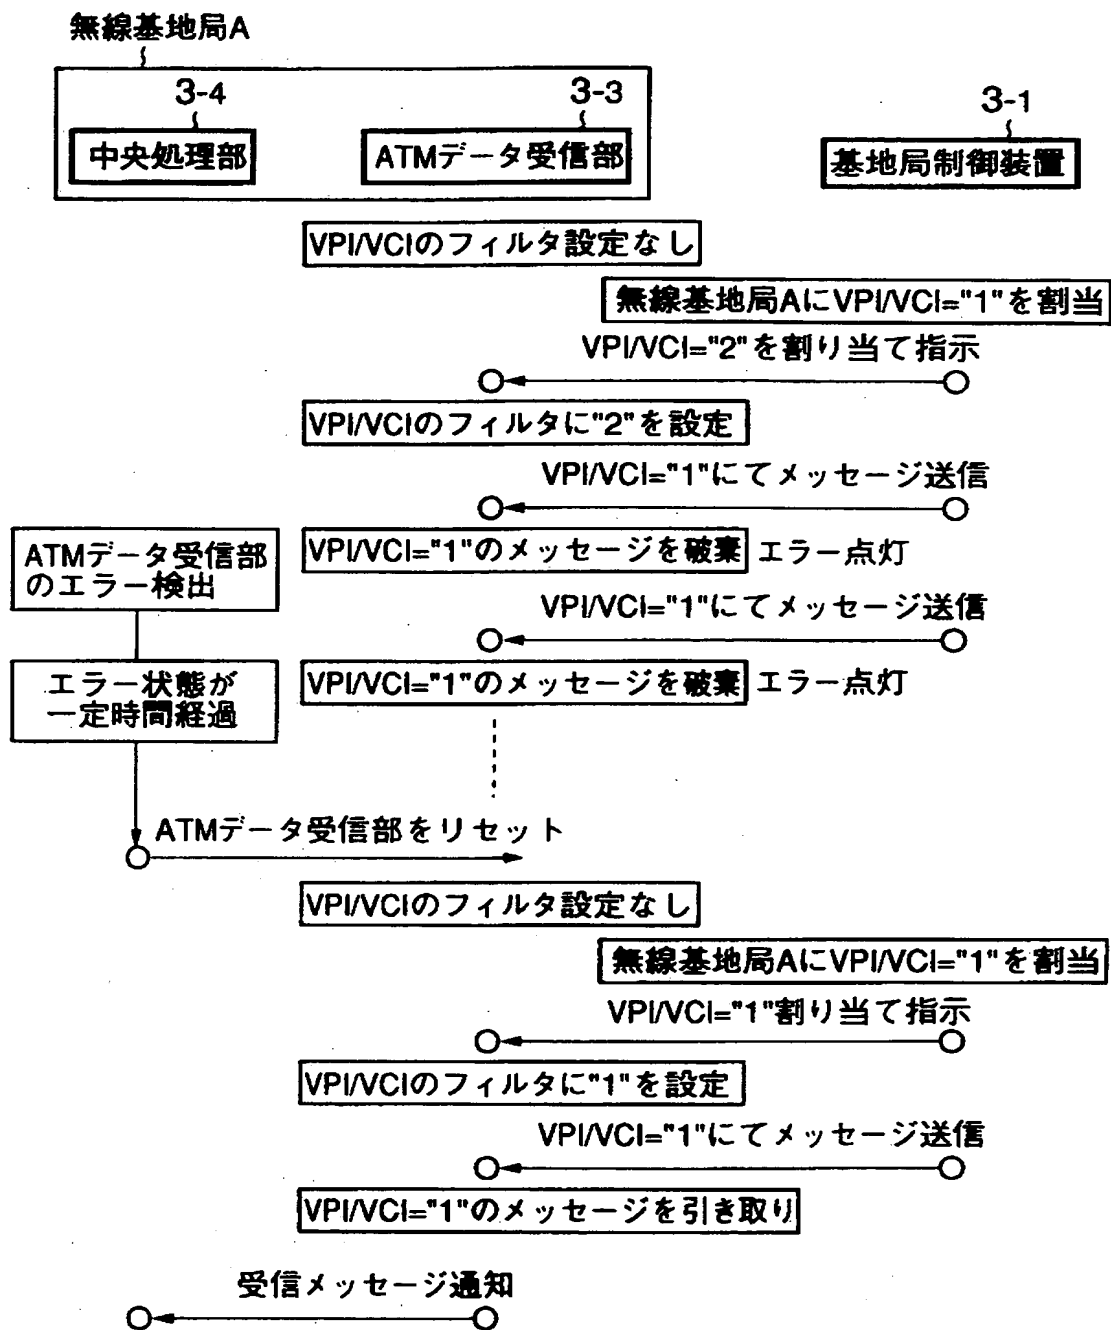 無線基地局A
3-4
3-3
3-1
中央処理部
ATMデータ受信部
基地局制御装置
VPI/VCIのフィルタ設定なし
無線基地局AにVPI/VCI="1"を割当
VPI/VCI="2"を割り当て指示
VPI/VCIのフィルタに"2"を設定
VPI/VCI="1"にてメッセージ送信
ATMデータ受信部
のエラー検出
VPI/VCI="1"のメッセージを破棄 エラー点灯
VPI/VCI="1"にてメッセージ送信
エラー状態が
一定時間経過
VPI/VCI="1"のメッセージを破棄 エラー点灯
ATMデータ受信部をリセット
VPI/VCIのフィルタ設定なし
無線基地局AにVPI/VCI="1"を割当
VPI/VCI="1"割り当て指示
VPI/VCIのフィルタに"1"を設定
VPI/VCI="1"にてメッセージ送信
VPI/VCI="1"のメッセージを引き取り
受信メッセージ通知